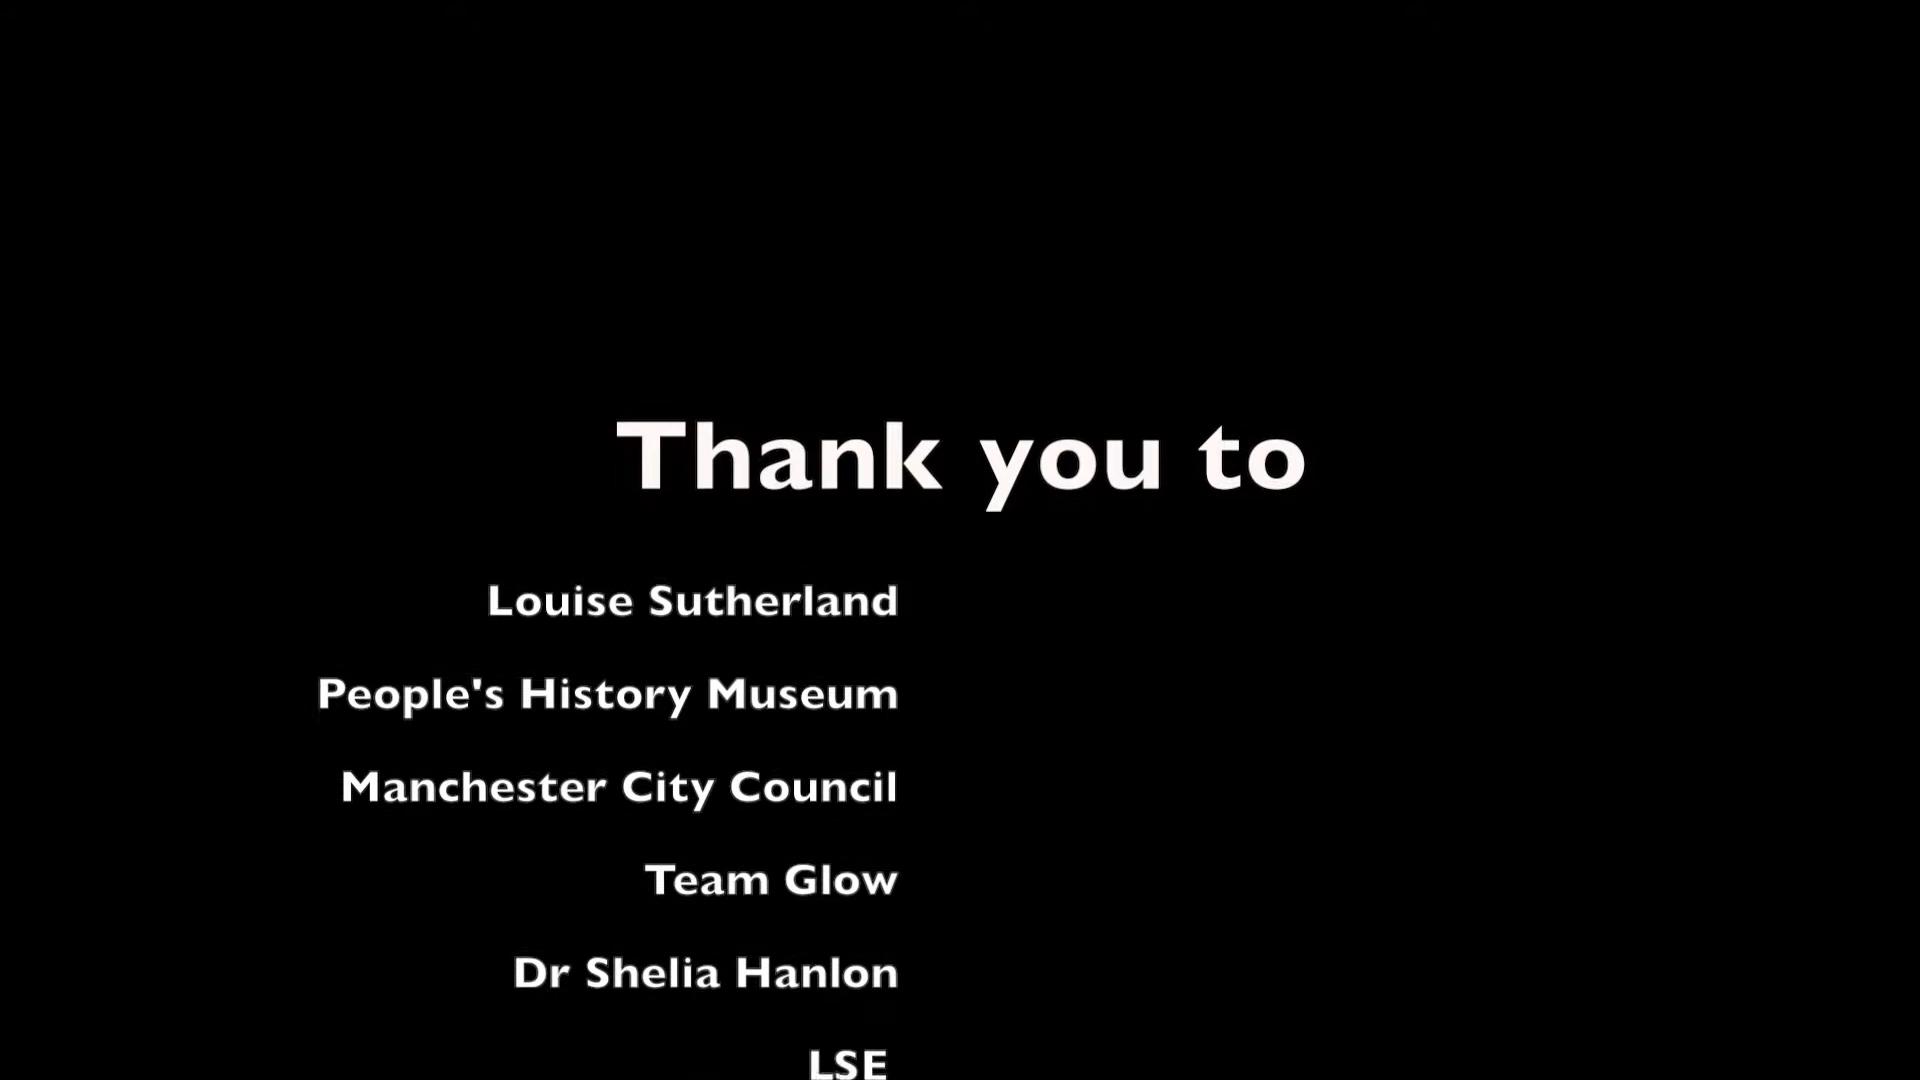 Thank you to
Louise Sutherland
People's History Museum
Manchester City Council
Team Glow
Dr Shelia Hanlon
LSE